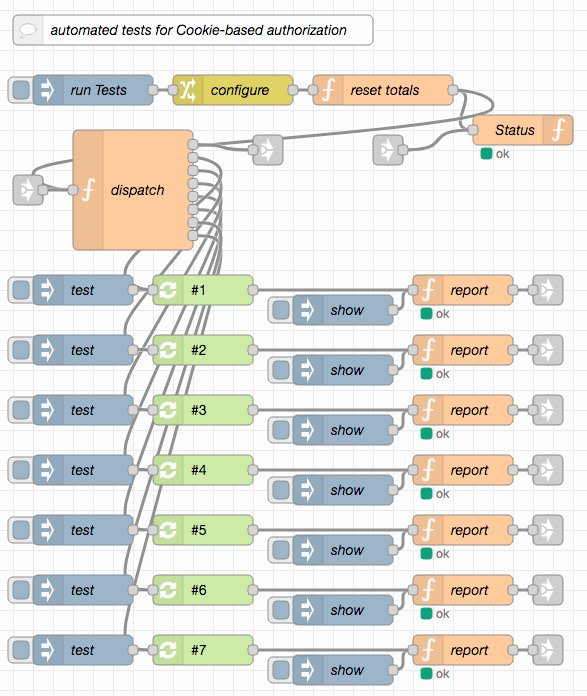 automated tests for Cookie-based authorization
run Tests
configure
reset totals
Status
ok
dispatch
test
#1
report
show
ok
test
#2
report
show
ok
test
#3
report
show
ok
test
#4
report
show
ok
test
#5
report
show
ok
test
#6
report
show
ok
test
#7
report
show
ok